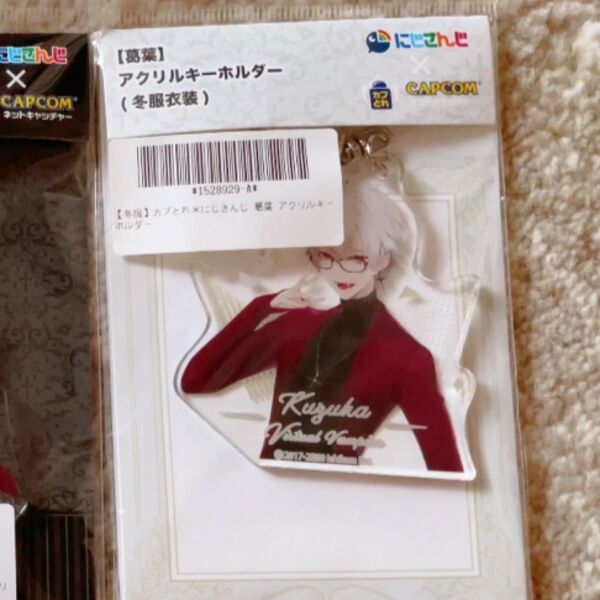 にじさんじ
×
CAPCOM
ネットキャッチャー
【葛葉】
アクリルキーホルダー
(冬服衣装)
にじさんじ
×
カプとれ
CAPCOM
*1528929-A*
【冬服】カプとれ×にじさんじ 葛葉 アクリルキー
ホルダー
Kuzuha
Virtual Vampire